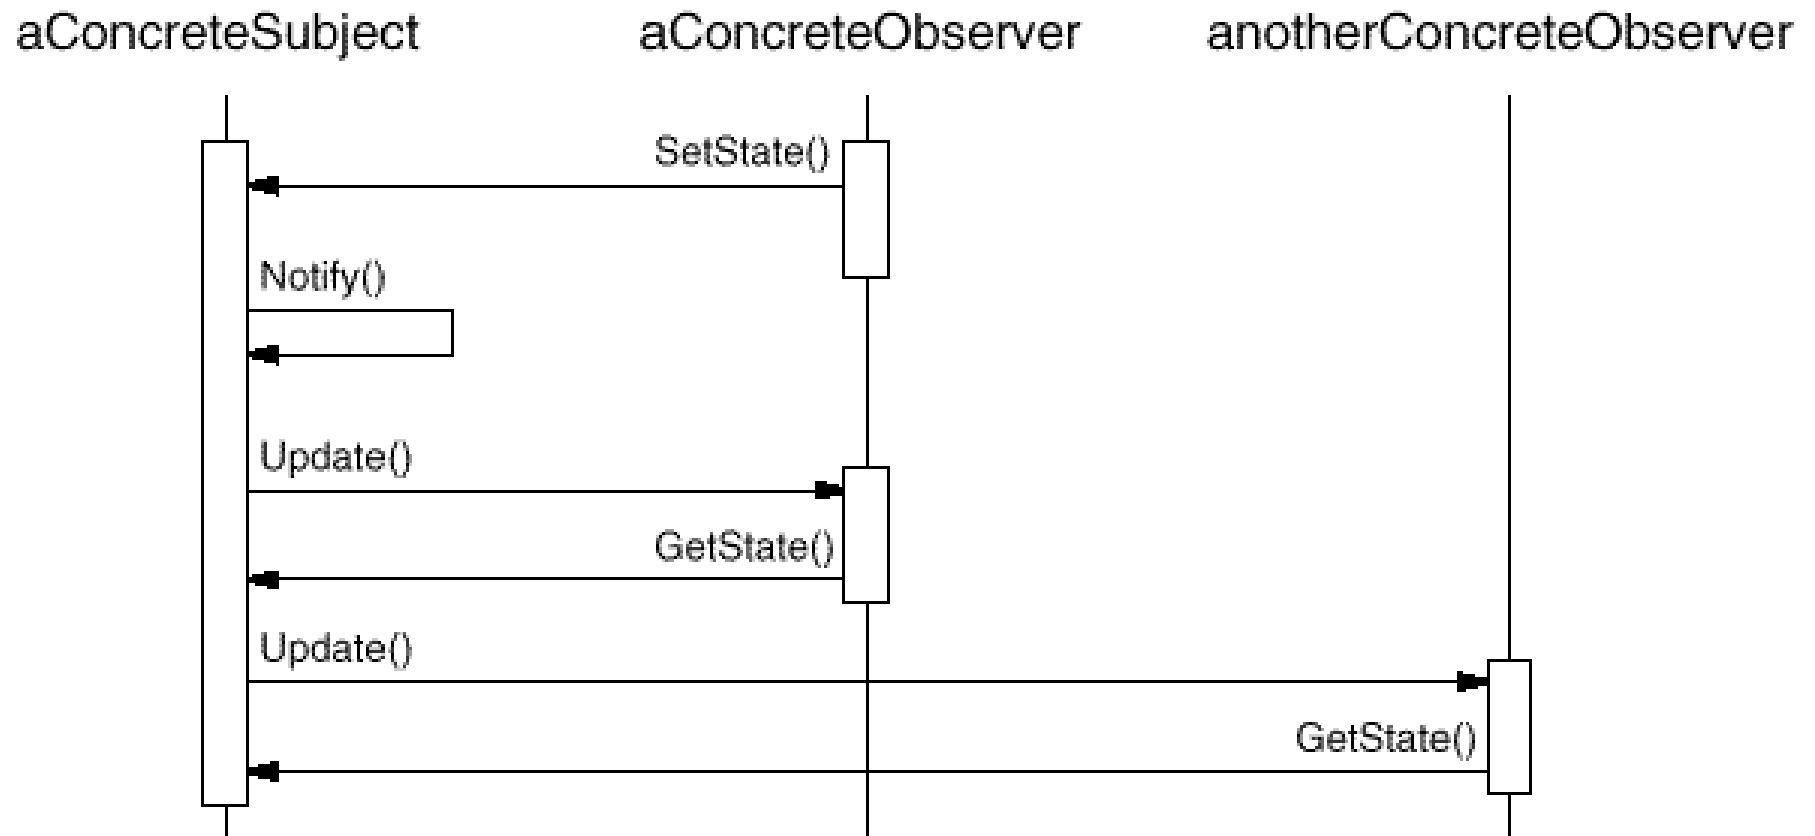 aConcreteSubject
aConcreteObserver
anotherConcreteObserver
SetState()
Notify()
Update()
GetState()
Update()
GetState()